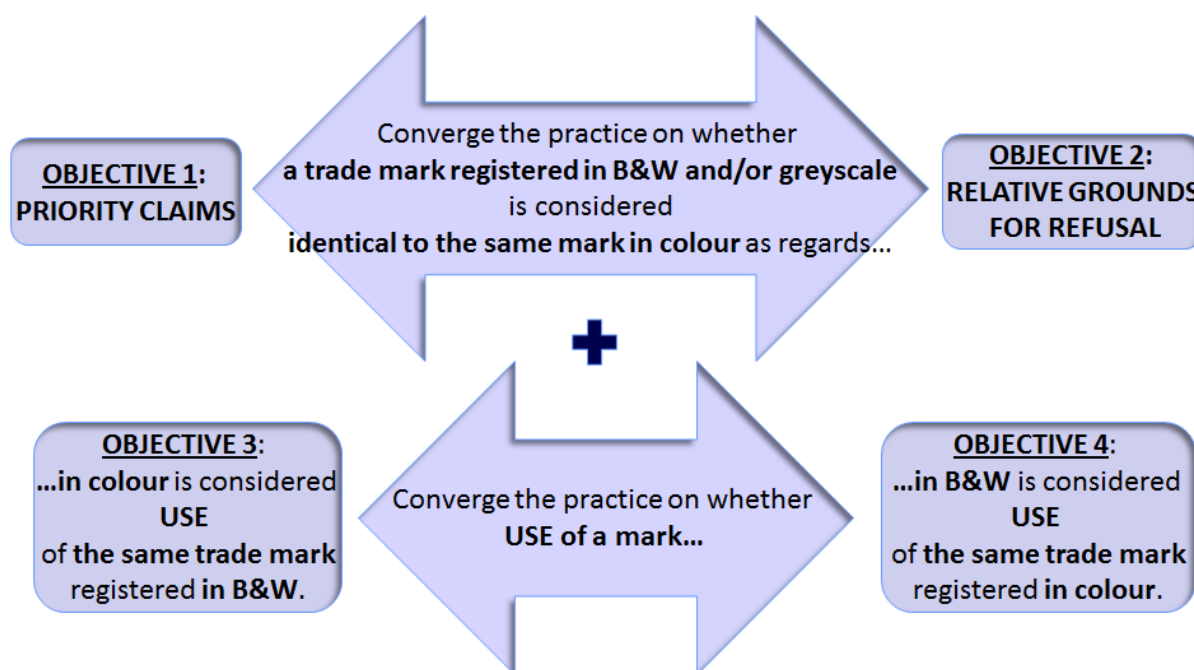 Converge the practice on whether
a trade mark registered in B&W and/or greyscale
is considered
identical to the same mark in colour as regards...
OBJECTIVE 1:
PRIORITY CLAIMS
OBJECTIVE 2:
RELATIVE GROUNDS
FOR REFUSAL
OBJECTIVE 3:
...in colour is considered
USE
of the same trade mark
registered in B&W.
Converge the practice on whether
USE of a mark...
OBJECTIVE 4:
...in B&W is considered
USE
of the same trade mark
registered in colour.